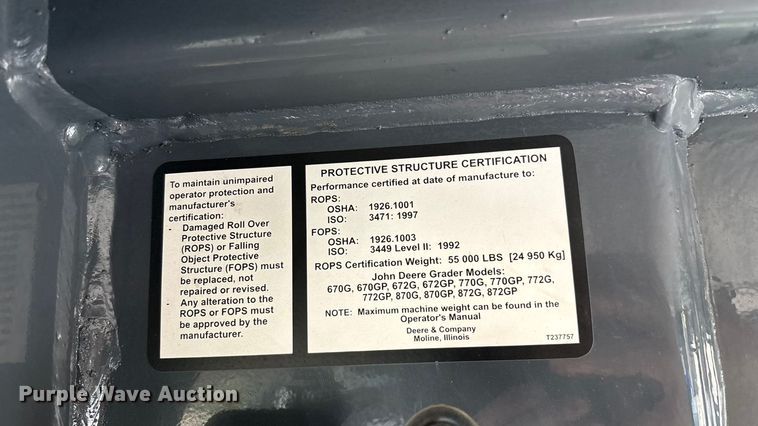 To maintain unimpaired
operator protection and
manufacturer's
certification:
- Damaged Roll Over
Protective Structure
(ROPS) or Falling
Object Protective
Structure (FOPS) must
be replaced, not
repaired or revised.
- Any alteration to the
ROPS or FOPS must
be approved by the
manufacturer.
PROTECTIVE STRUCTURE CERTIFICATION
Performance certified at date of manufacture to:
ROPS:
OSHA: 1926.1001
ISO: 3471: 1997
FOPS:
OSHA: 1926.1003
ISO: 3449 Level II: 1992
ROPS Certification Weight: 55 000 LBS [24 950 Kg]
John Deere Grader Models:
670G, 670GP, 672G, 672GP, 770G, 770GP, 772G,
772GP, 870G, 870GP, 872G, 872GP
NOTE: Maximum machine weight can be found in the
Operator's Manual
Deere & Company
Moline, Illinois
T237757
Purple Wave Auction